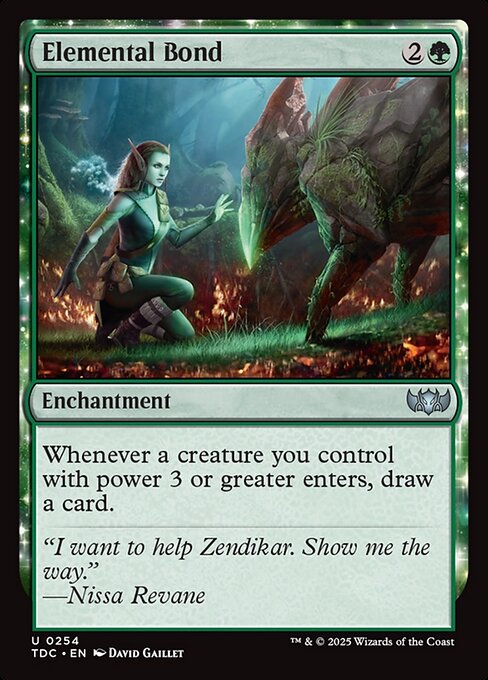 Elemental Bond 2
Enchantment
Whenever a creature you control
with power 3 or greater enters, draw
a card.
“I want to help Zendikar. Show me the
way.”
—Nissa Revane
U 0254
TDC • EN DAVID GAILLET
™ & © 2025 Wizards of the Coast